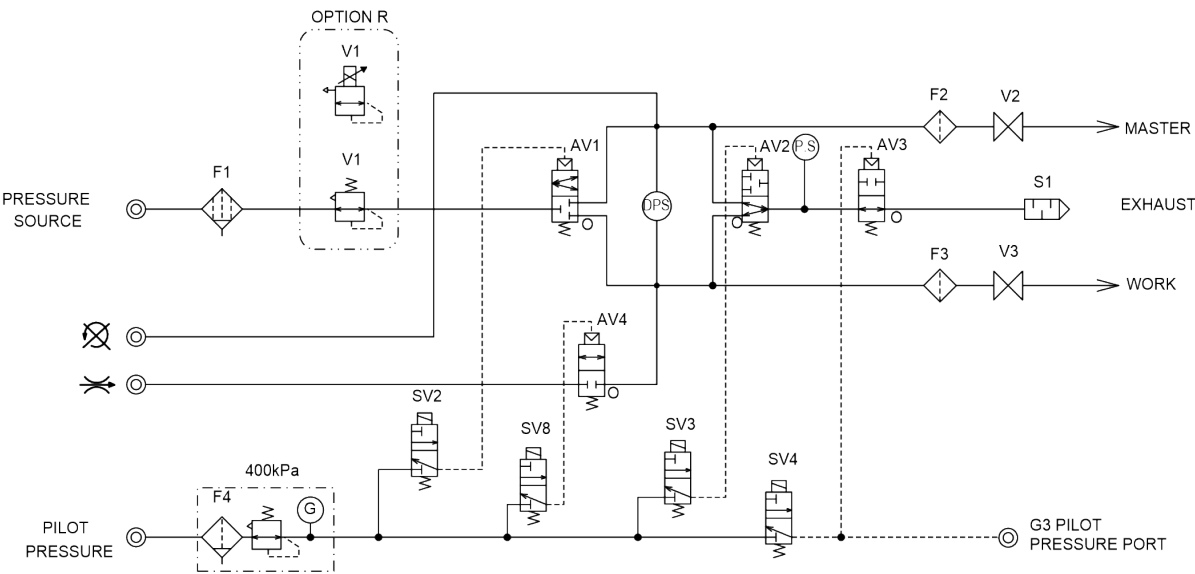 OPTION R
V1
F2
V2
MASTER
AV1
AV2
P.S
AV3
V1
F1
S1
PRESSURE
SOURCE
DPS
EXHAUST
F3
V3
WORK
AV4
SV2
SV8
SV3
SV4
400kPa
F4
G
PILOT
PRESSURE
G3 PILOT
PRESSURE PORT